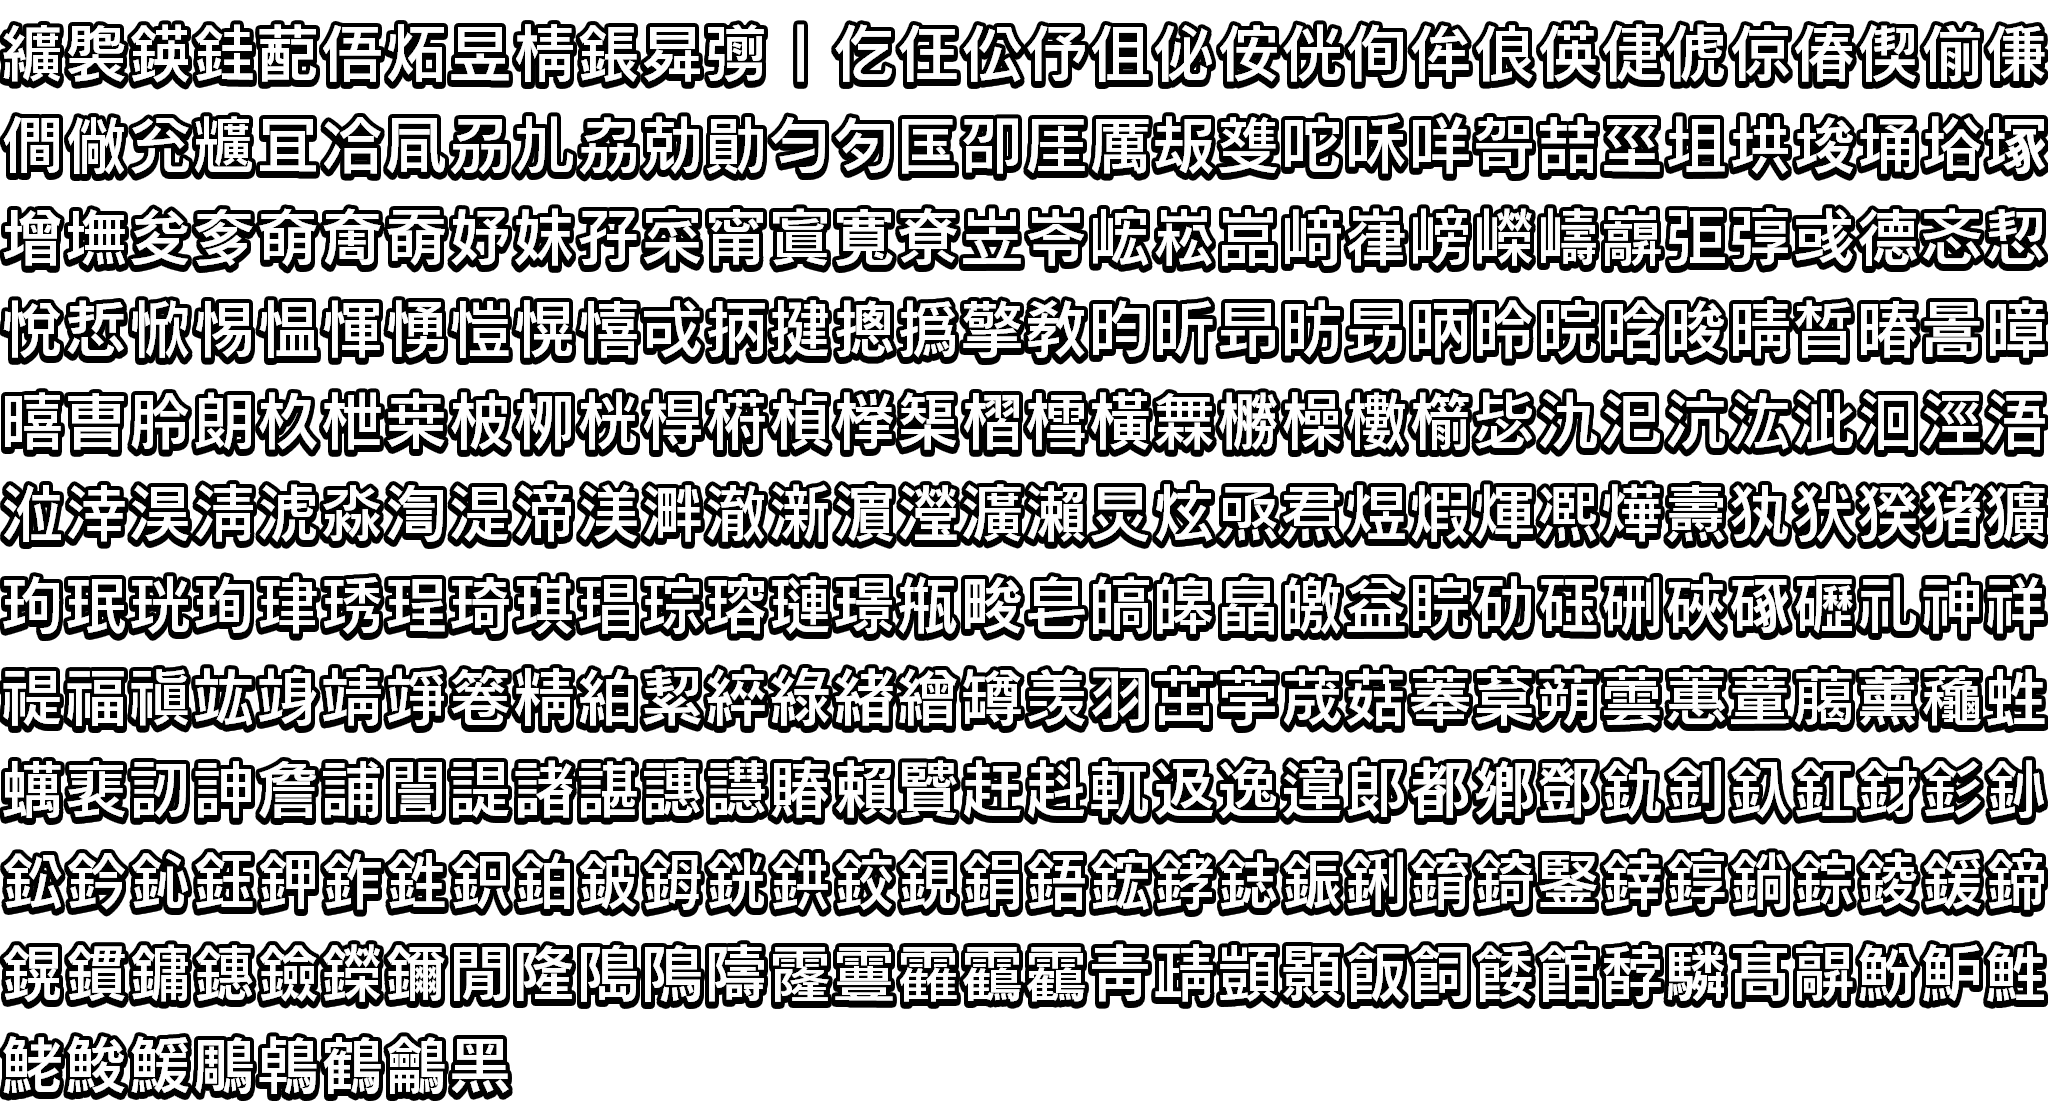 纊褜鍈銈蓜俉炻昱棈鋹曻彅丨仡仼伀伃伹佖侒侊侚侔俍偀倢俿倞偆偰偂傔
僴僘兊兤冝冾凬刕劜劦勀勛匀匇匤卲厓厲叝﨎咜咊咩哿喆坙坥垬埈埇﨏塚
增墲夋奓奛奝奣妤妺孖寀甯寘寬尞岦岺峵崧嵓﨑嵂嵭嶸嶹巐弡弴彧德忞恝
悅悊惞惕愠惲愑愷愰憘戓抦揵摠撝擎敎昀昕昻昉昮昞昤晥晗晙晴晳暙暠暲
暿曺朎朗杦枻桒柀栁桄棏﨓楨﨔榘槢樰橫橆橳橾櫢櫤毖氿汜沆汯泚洄涇浯
涖涬淏淸淲淼渹湜渧渼溿澈澵濵瀅瀇瀨炅炫焏焄煜煆煇凞燁燾犱犾猤猪獷
玽珉珖珣珒琇珵琦琪琩琮瑢璉璟甁畯皂皜皞皛皦益睆劯砡硎硤硺礰礼神祥
禔福禛竑竧靖竫箞精絈絜綷綠緖繒罇羡羽茁荢荿菇菶葈蒴蕓蕙蕫﨟薰蘒﨡
蠇裵訒訷詹誧誾諟諸諶譓譿賰賴贒赶﨣軏﨤逸遧郞都鄕鄧釚釗釞釭釮釤釥
鈆鈐鈊鈺鉀鈼鉎鉙鉑鈹鉧銧鉷鉸鋧鋗鋙鋐﨧鋕鋠鋓錥錡鋻﨨錞鋿錝錂鍰鍗
鎤鏆鏞鏸鐱鑅鑈閒隆﨩隝隯霳霻靃靍靏靑靕顗顥飯飼餧館馞驎髙髜魵魲鮏
鮱鮻鰀鵰鵫鶴鸙黑